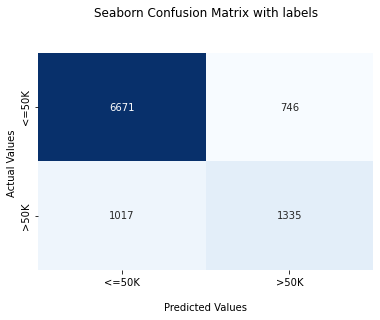 Seaborn Confusion Matrix with labels
Actual Values
<=50K
6671
746
>50K
1017
1335
<=50K
>50K
Predicted Values